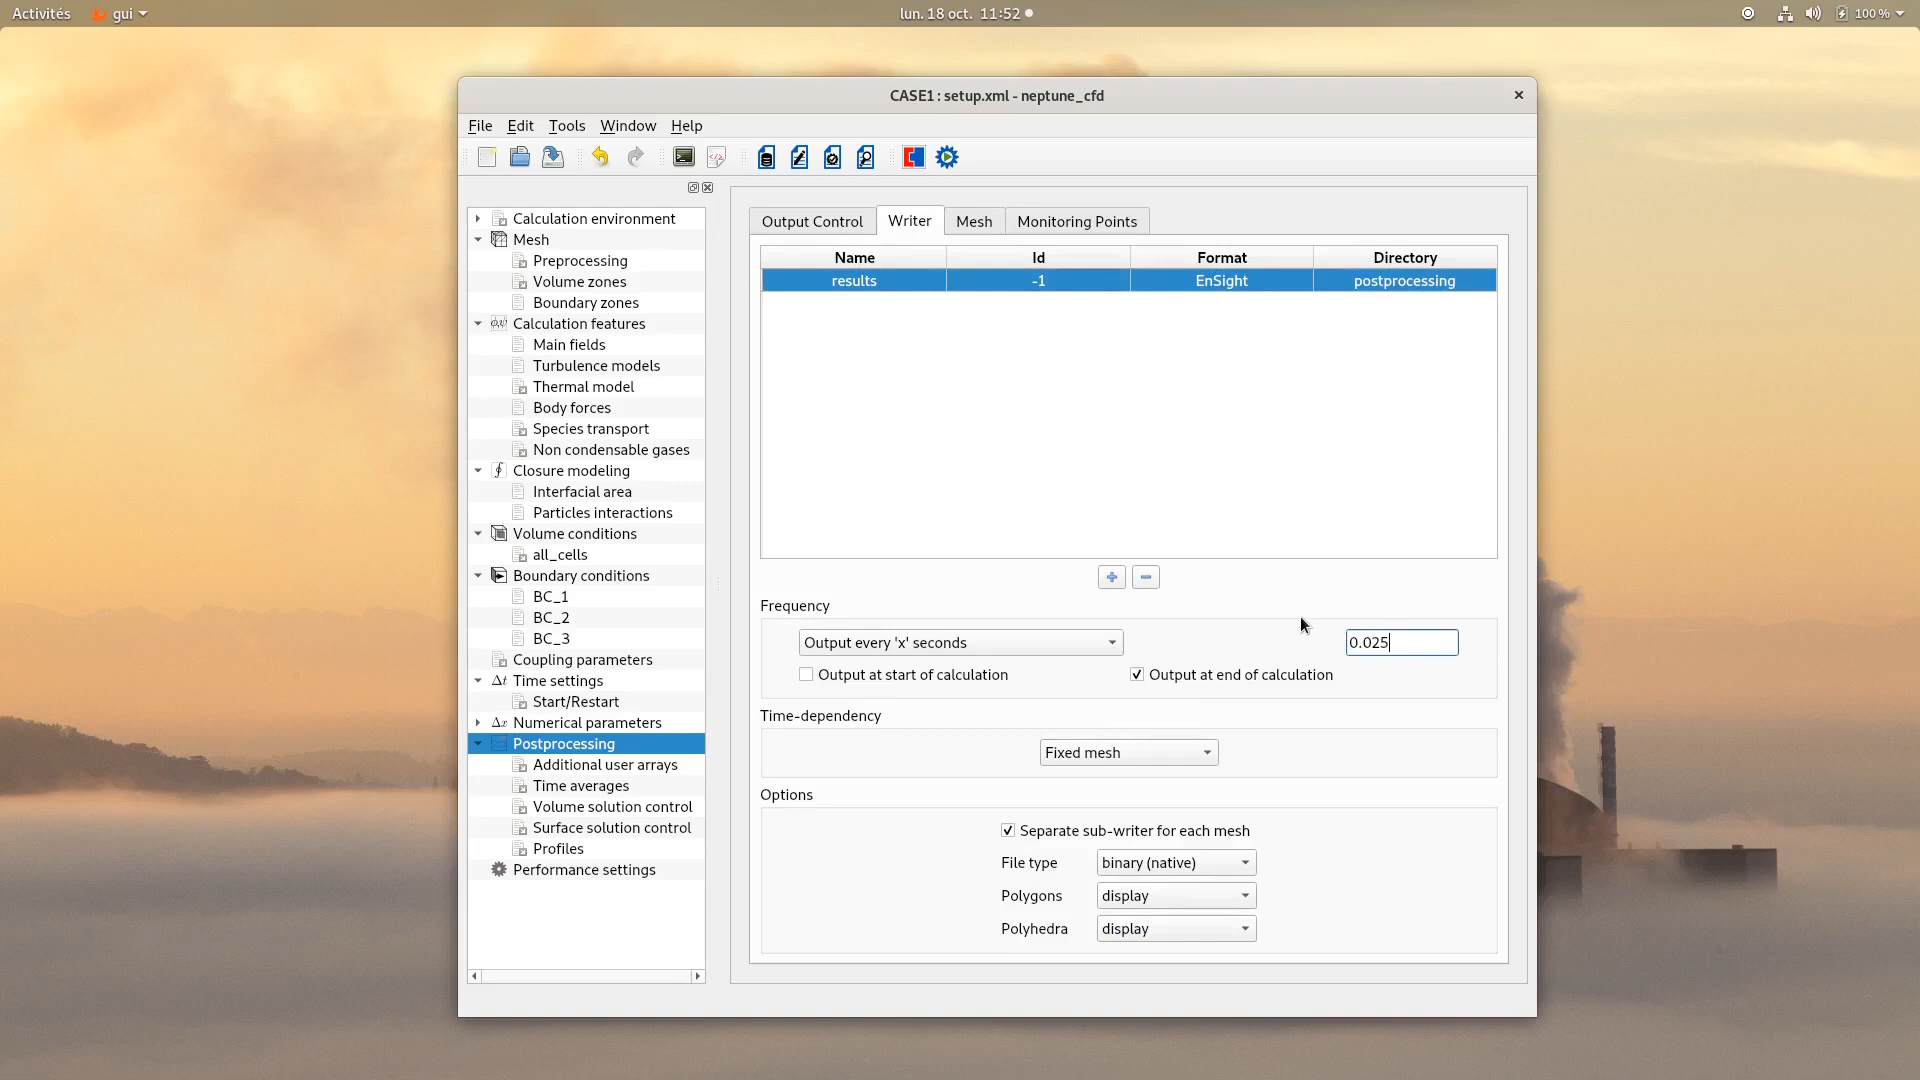 Activités gui lun. 18 oct. 11:52 100 %
CASE1 : setup.xml - neptune_cfd
File Edit Tools Window Help
Calculation environment
Mesh
Preprocessing
Volume zones
Boundary zones
Calculation features
Main fields
Turbulence models
Thermal model
Body forces
Species transport
Non condensable gases
Closure modeling
Interfacial area
Particles interactions
Volume conditions
all_cells
Boundary conditions
BC_1
BC_2
BC_3
Coupling parameters
Δt Time settings
Start/Restart
Δx Numerical parameters
Postprocessing
Additional user arrays
Time averages
Volume solution control
Surface solution control
Profiles
Performance settings
Output Control Writer Mesh Monitoring Points
Name Id Format Directory
results -1 EnSight postprocessing
Frequency
Output every 'x' seconds 0.025
Output at start of calculation Output at end of calculation
Time-dependency
Fixed mesh
Options
Separate sub-writer for each mesh
File type binary (native)
Polygons display
Polyhedra display